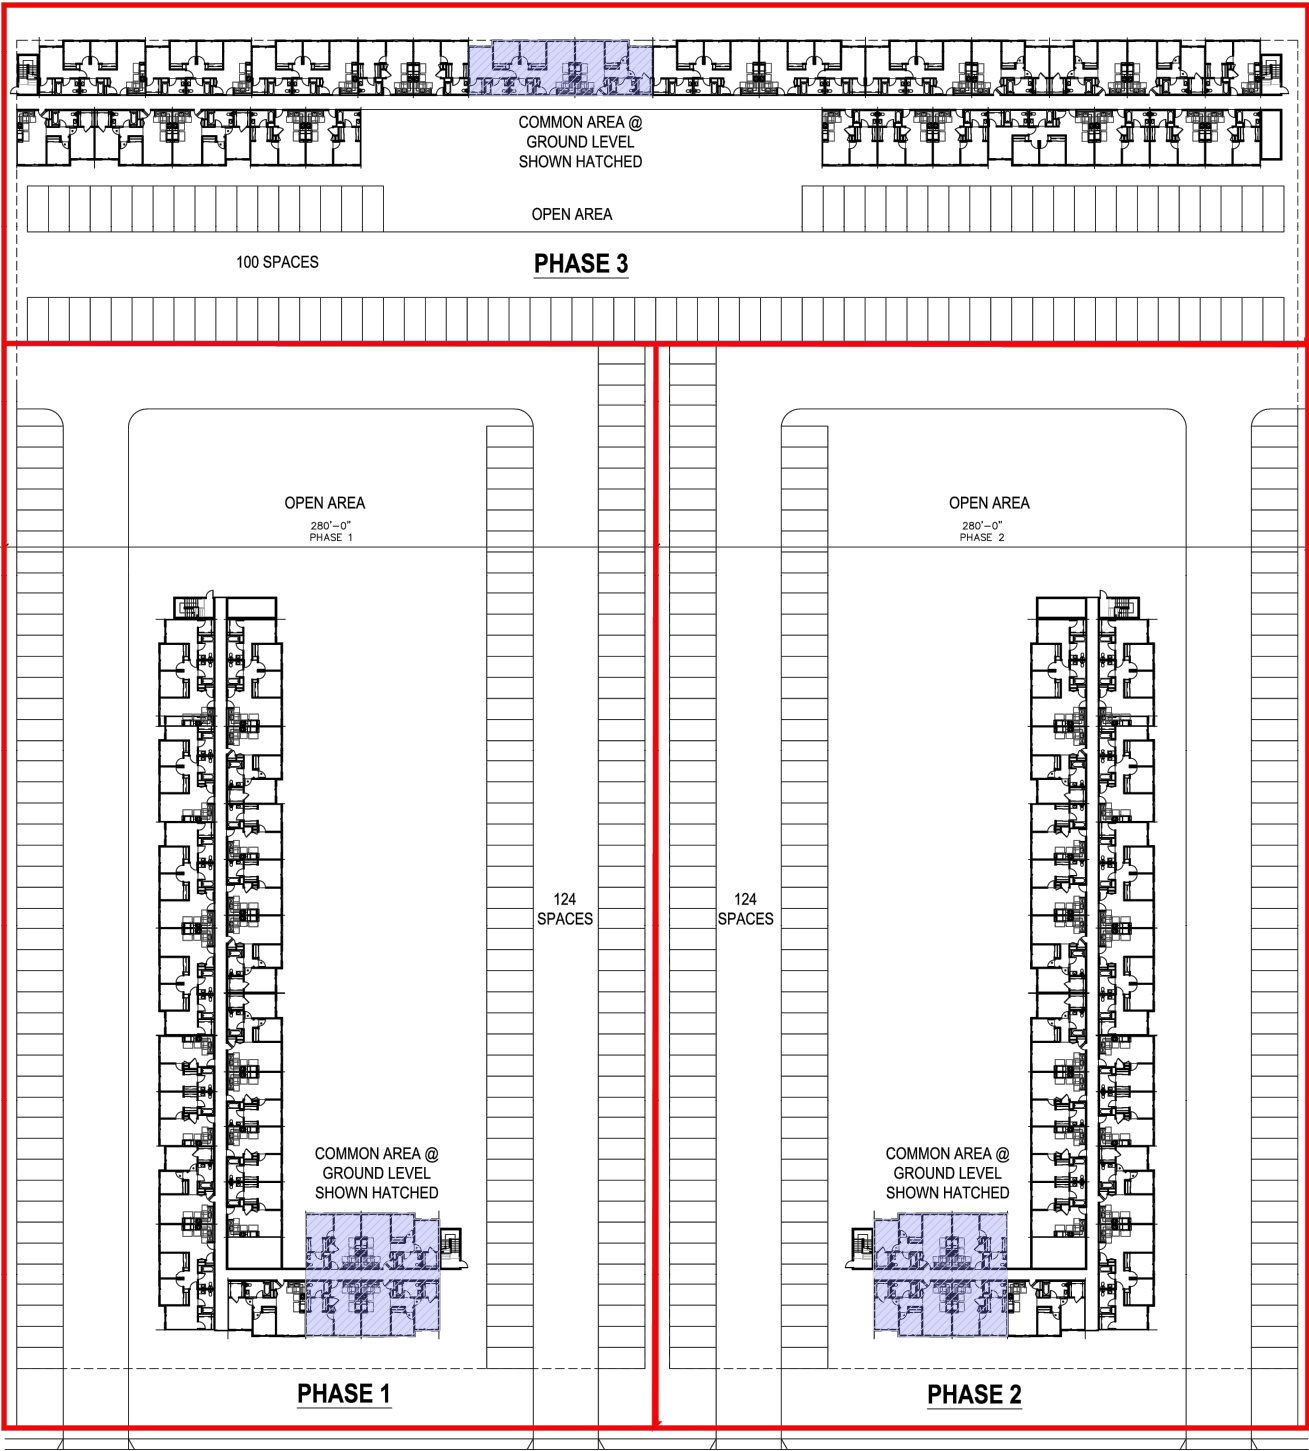 COMMON AREA @
GROUND LEVEL
SHOWN HATCHED
OPEN AREA
100 SPACES
PHASE 3
OPEN AREA
280'-0"
PHASE 1
OPEN AREA
280'-0"
PHASE 2
124
SPACES
124
SPACES
COMMON AREA @
GROUND LEVEL
SHOWN HATCHED
COMMON AREA @
GROUND LEVEL
SHOWN HATCHED
PHASE 1
PHASE 2